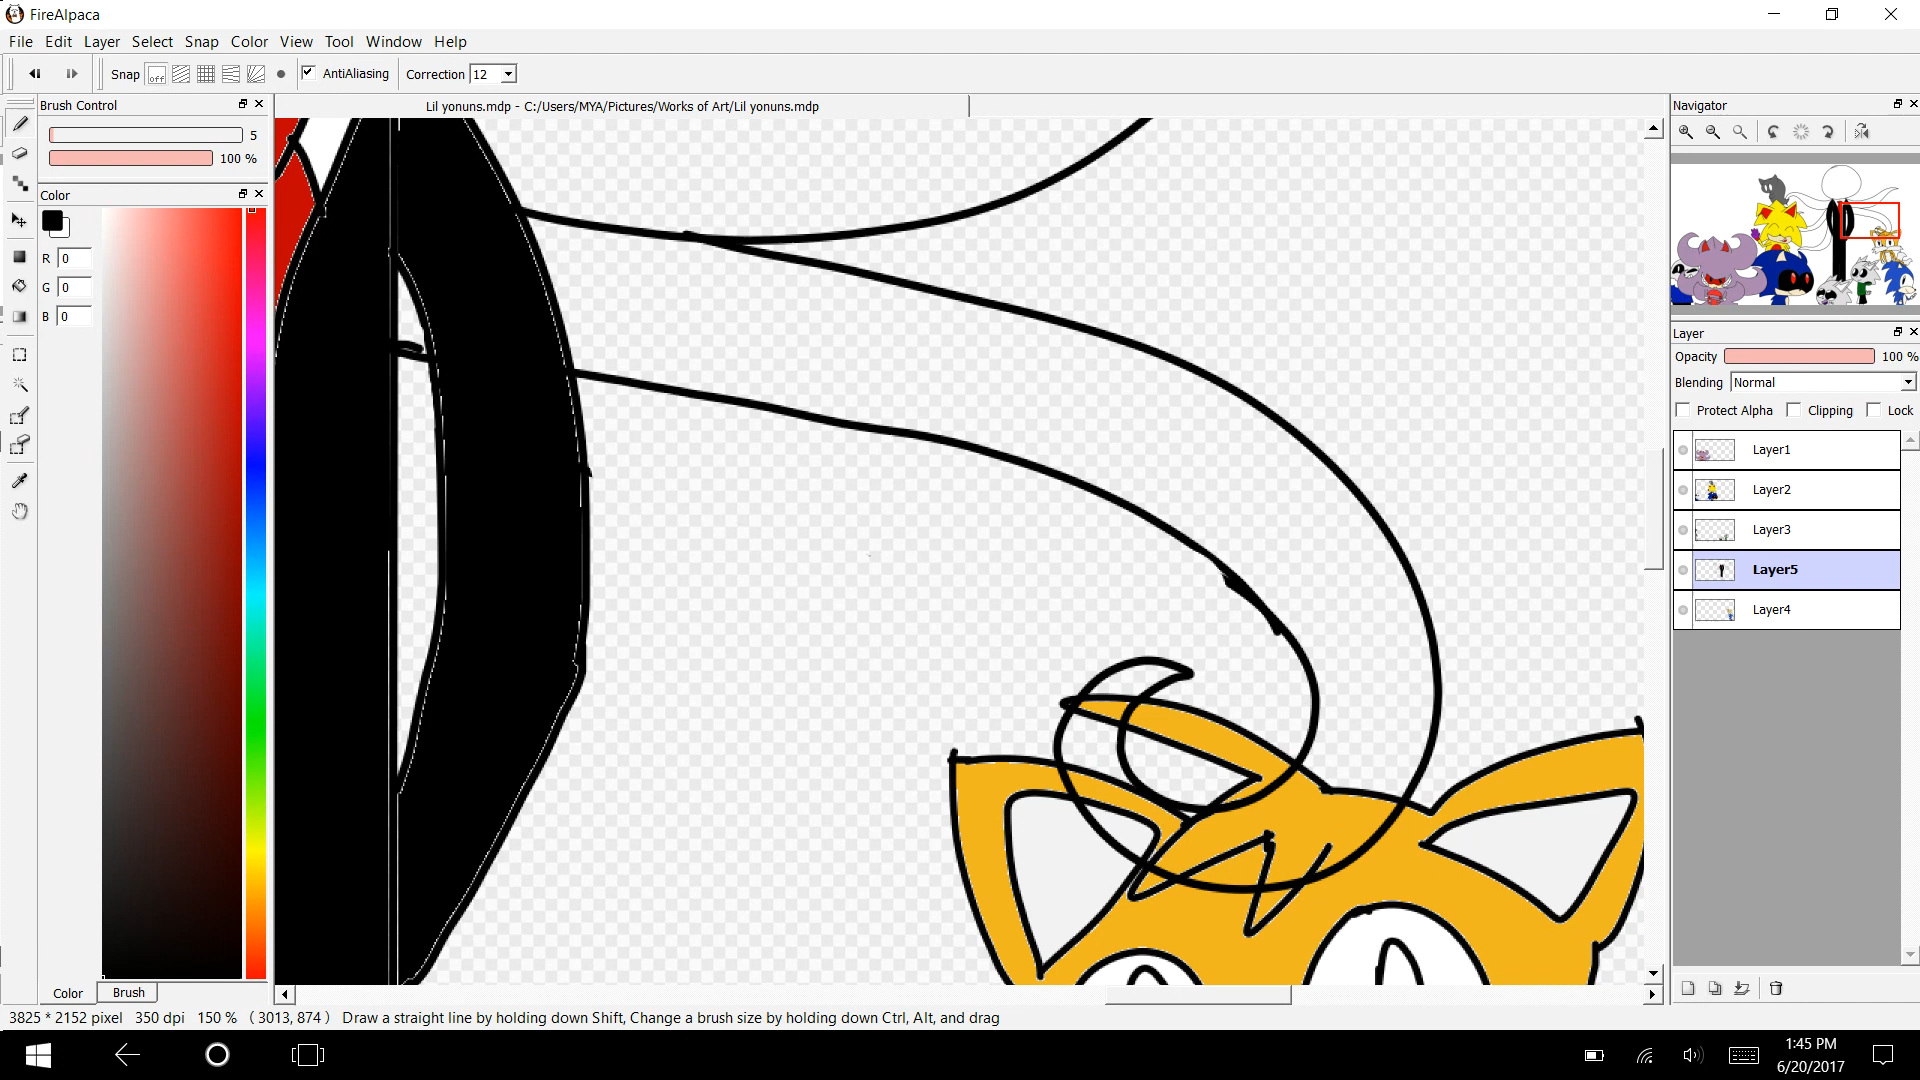 FireAlpaca
File Edit Layer Select Snap Color View Tool Window Help
Snap off AntiAliasing Correction 12
Brush Control
Lil yonuns.mdp - C:/Users/MYA/Pictures/Works of Art/Lil yonuns.mdp
Navigator
5
100 %
Color
R 0
G 0
B 0
Layer
Opacity 100 %
Blending Normal
Protect Alpha Clipping Lock
Layer1
Layer2
Layer3
Layer5
Layer4
Color Brush
3825 * 2152 pixel 350 dpi 150 % ( 3013, 874 ) Draw a straight line by holding down Shift, Change a brush size by holding down Ctrl, Alt, and drag
1:45 PM
6/20/2017